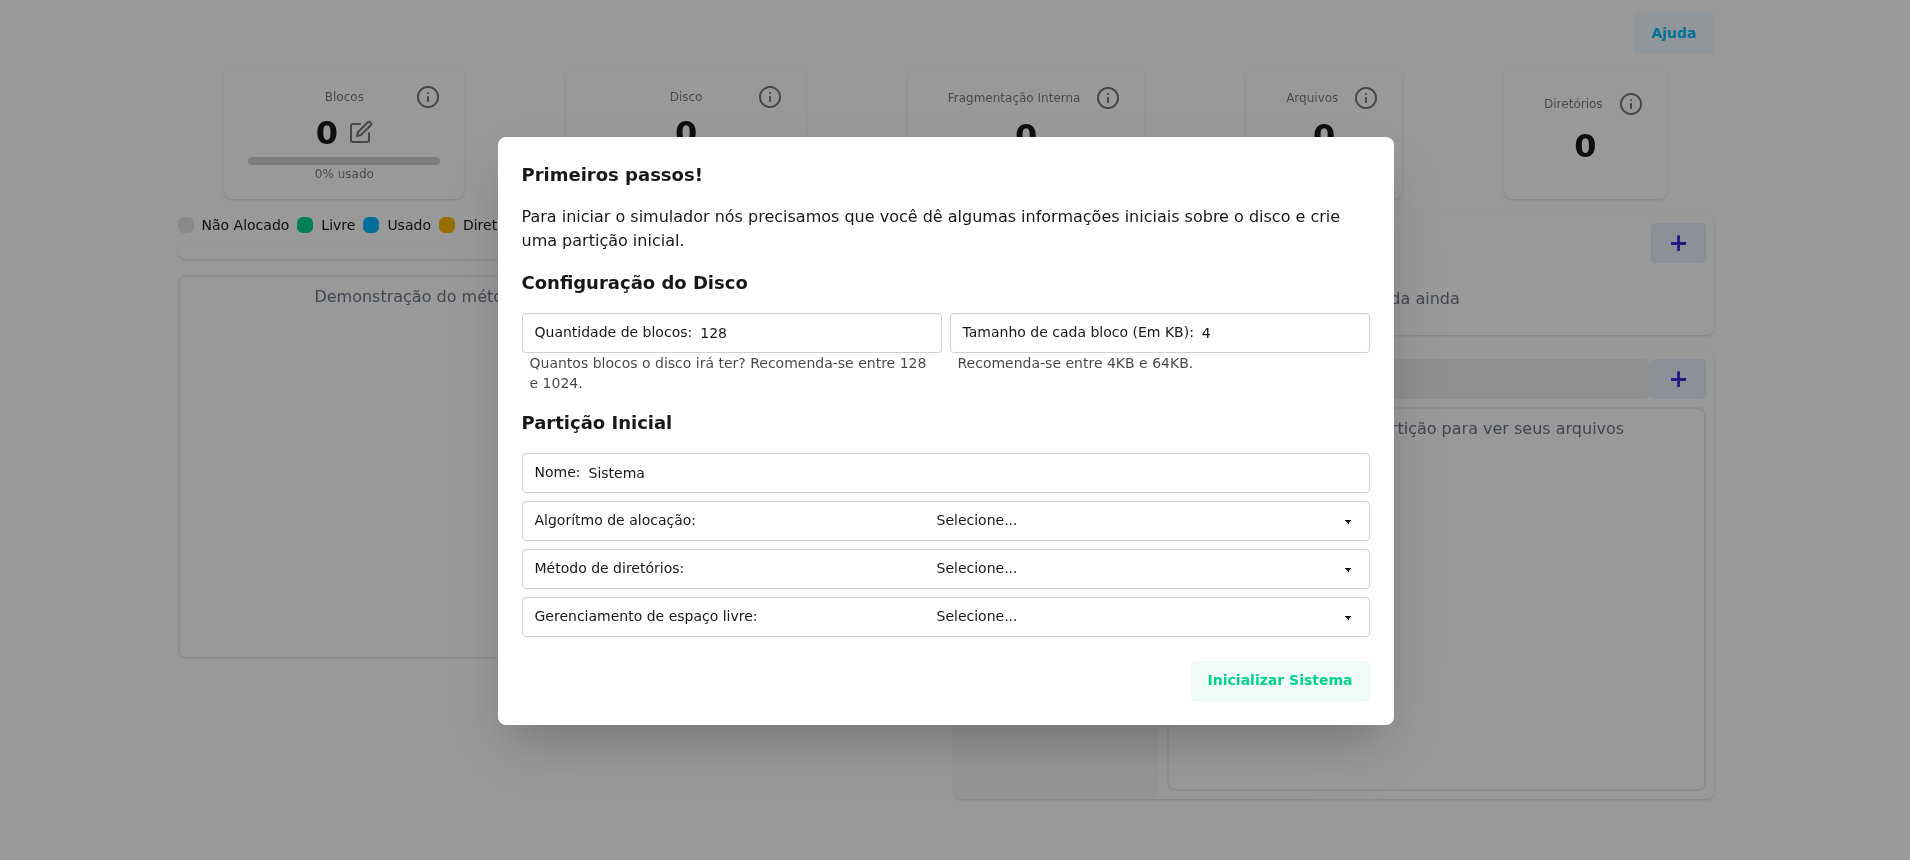 Ajuda
Blocos
Disco
Fragmentação Interna
Arquivos
Diretórios
0
0
0
0
0
0% usado
Não Alocado
Livre
Usado
Diret
Demonstração do méto
da ainda
rtição para ver seus arquivos
Primeiros passos!
Para iniciar o simulador nós precisamos que você dê algumas informações iniciais sobre o disco e crie
uma partição inicial.
Configuração do Disco
Quantidade de blocos: 128
Tamanho de cada bloco (Em KB): 4
Quantos blocos o disco irá ter? Recomenda-se entre 128
e 1024.
Recomenda-se entre 4KB e 64KB.
Partição Inicial
Nome: Sistema
Algorítmo de alocação: Selecione...
Método de diretórios: Selecione...
Gerenciamento de espaço livre: Selecione...
Inicializar Sistema